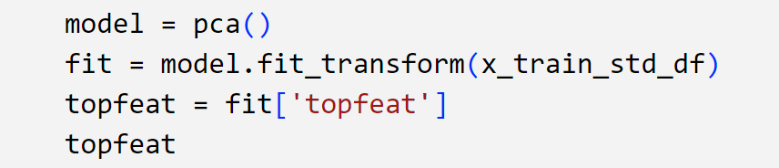 model = pca()
fit = model.fit_transform(x_train_std_df)
topfeat = fit['topfeat']
topfeat